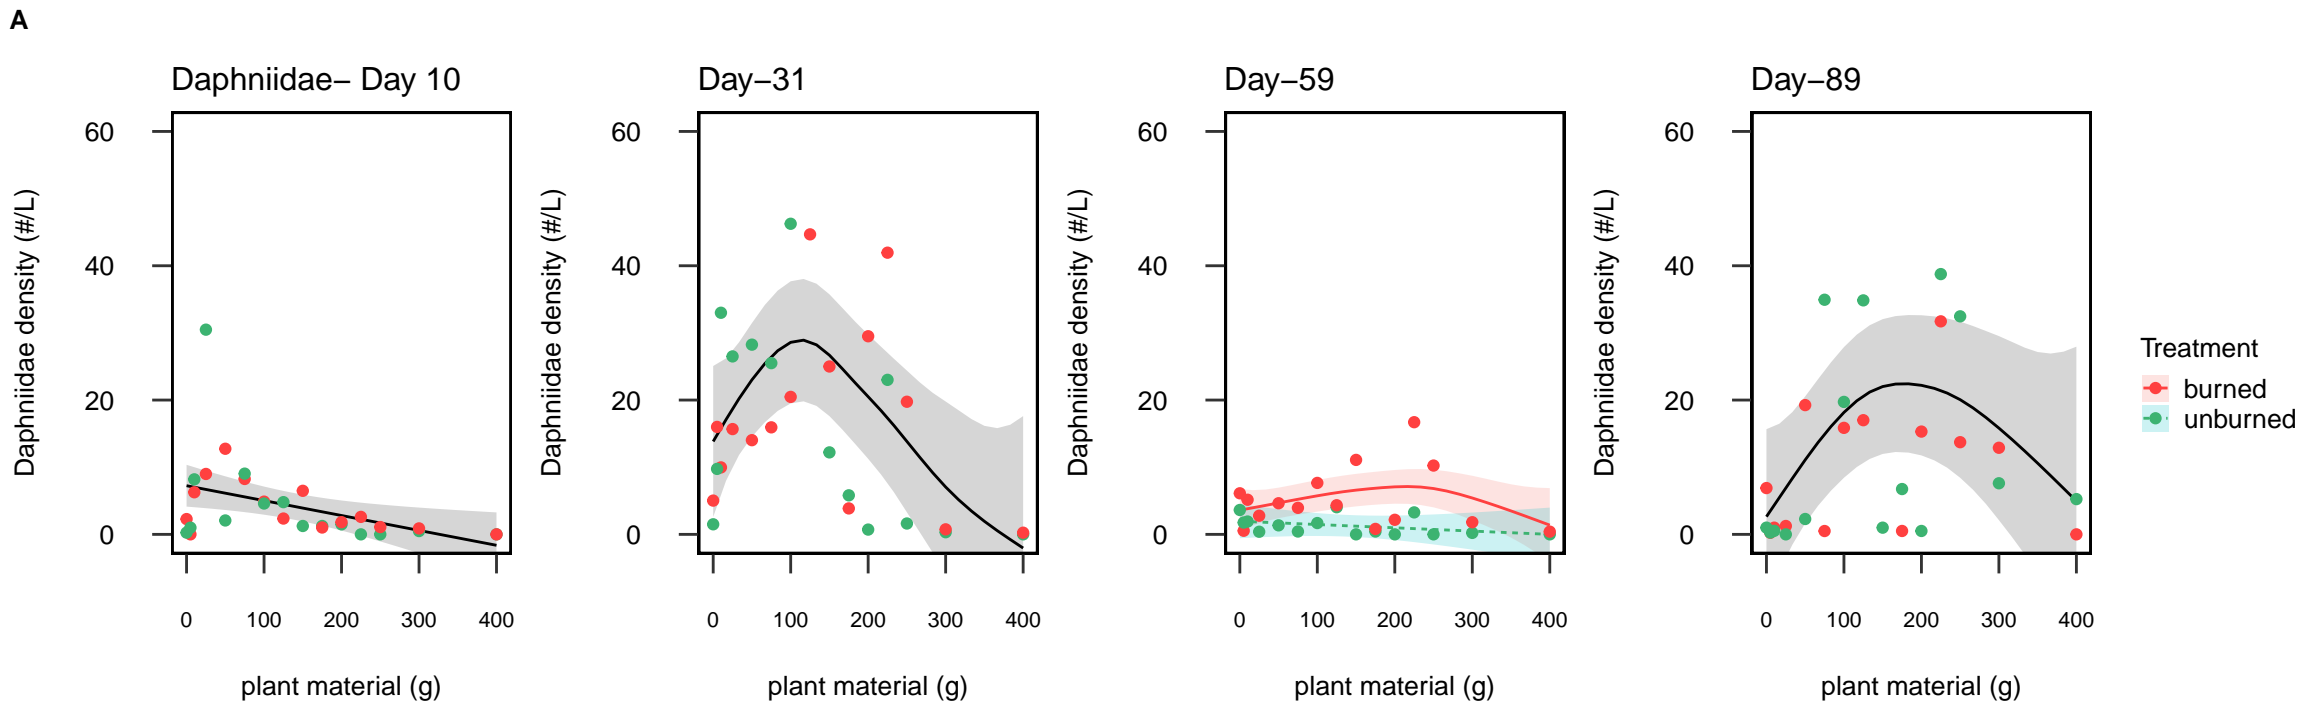 A
Daphniidae– Day 10
Daphniidae density (#/L)
60
40
20
0
0 100 200 300 400
plant material (g)
Day–31
Daphniidae density (#/L)
60
40
20
0
0 100 200 300 400
plant material (g)
Day–59
Daphniidae density (#/L)
60
40
20
0
0 100 200 300 400
plant material (g)
Day–89
Daphniidae density (#/L)
60
40
20
0
0 100 200 300 400
plant material (g)
Treatment
burned
unburned